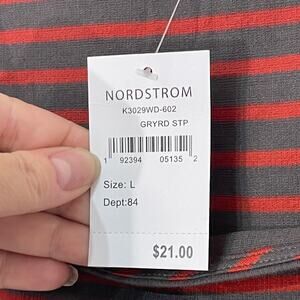 NORDSTROM
K3029WD-602
GRYRD STP
1 92394 05135 2
Size: L
Dept:84
$21.00